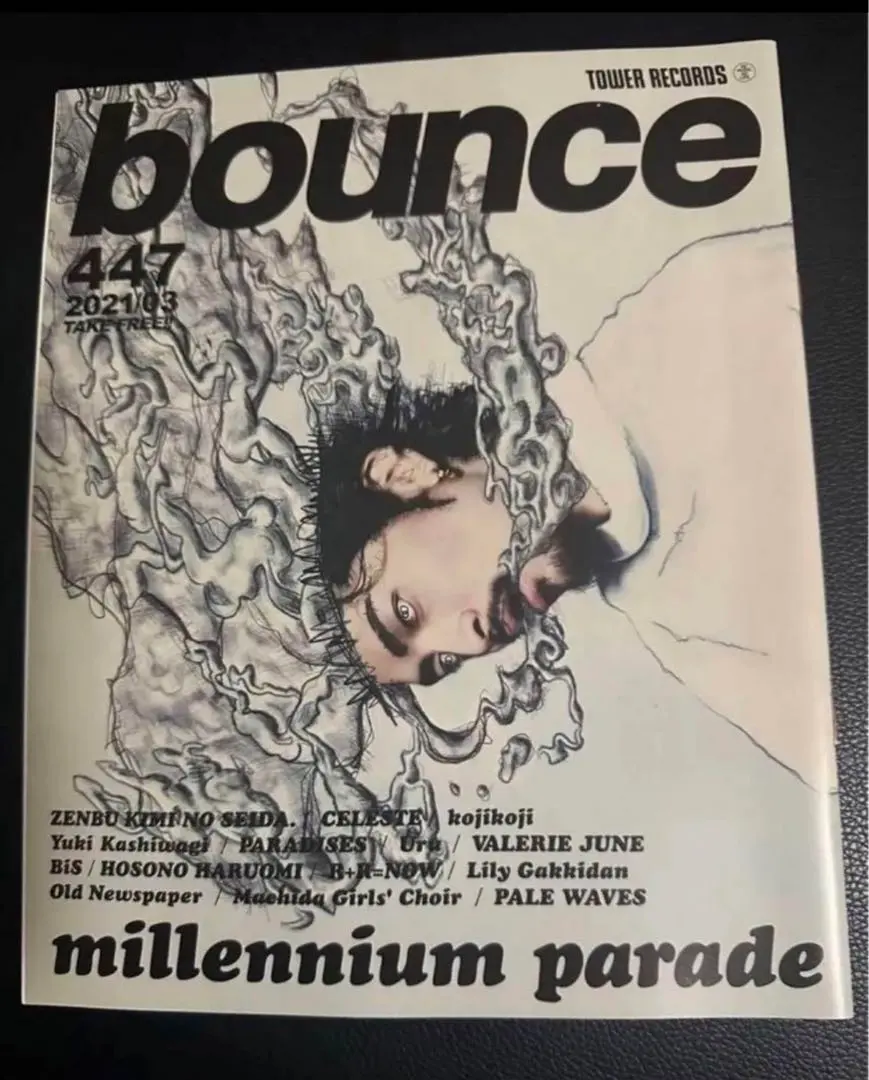 TOWER RECORDS
bounce
447
2021/03
TAKE FREE!!
ZENBU KIMI NO SEIDA. / CELESTE / kojikoji
Yuki Kashiwagi / PARADISES / Uru / VALERIE JUNE
BiS / HOSONO HARUOMI / R+R=NOW / Lily Gakkidan
Old Newspaper / Machida Girls' Choir / PALE WAVES
millennium parade